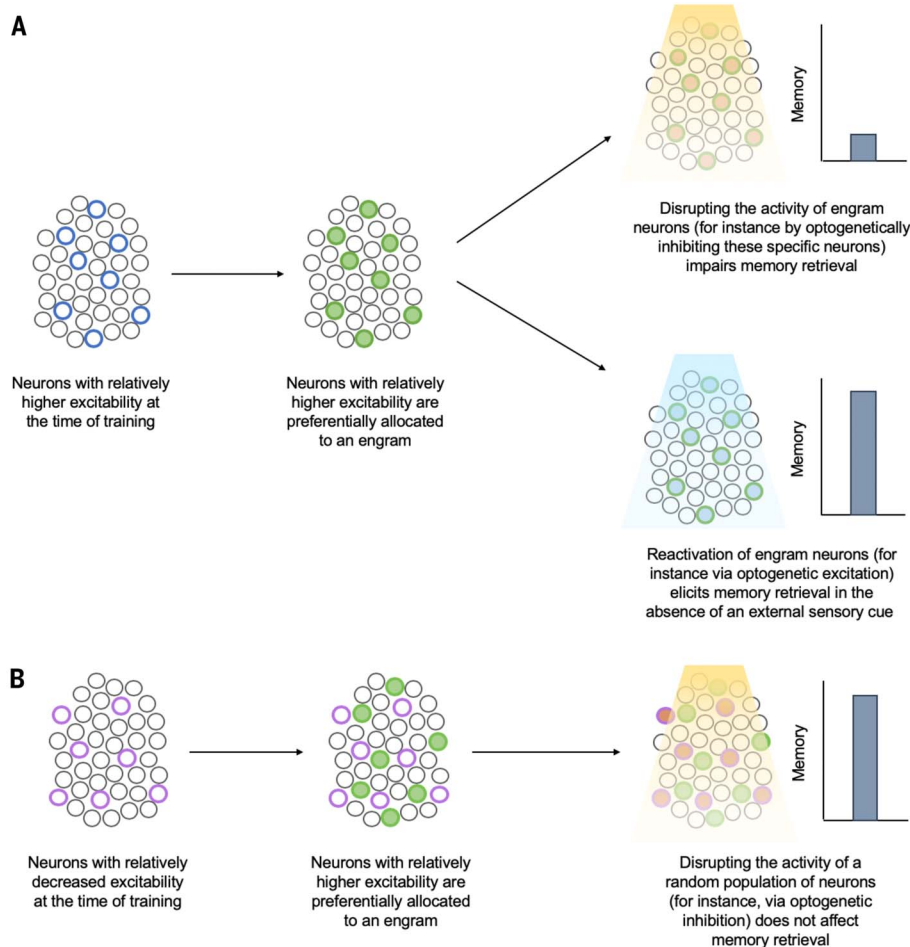 A
Memory
Disrupting the activity of engram
neurons (for instance by optogenetically
inhibiting these specific neurons)
impairs memory retrieval
Neurons with relatively
higher excitability at
the time of training
Neurons with relatively
higher excitability are
preferentially allocated
to an engram
Memory
Reactivation of engram neurons (for
instance via optogenetic excitation)
elicits memory retrieval in the
absence of an external sensory cue
B
Memory
Neurons with relatively
decreased excitability
at the time of training
Neurons with relatively
higher excitability are
preferentially allocated
to an engram
Disrupting the activity of a
random population of neurons
(for instance, via optogenetic
inhibition) does not affect
memory retrieval